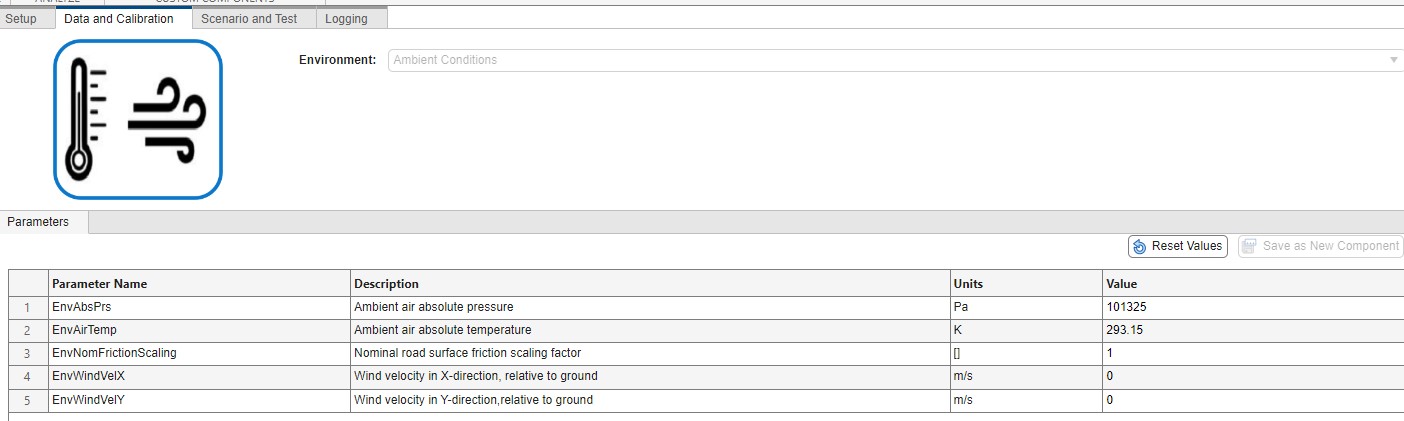 ANALYZE CUSTOM COMPONENTS
Setup Data and Calibration Scenario and Test Logging
Environment: Ambient Conditions
Parameters
Reset Values Save as New Component
Parameter Name Description Units Value
1 EnvAbsPrs Ambient air absolute pressure Pa 101325
2 EnvAirTemp Ambient air absolute temperature K 293.15
3 EnvNomFrictionScaling Nominal road surface friction scaling factor [] 1
4 EnvWindVelX Wind velocity in X-direction, relative to ground m/s 0
5 EnvWindVelY Wind velocity in Y-direction,relative to ground m/s 0